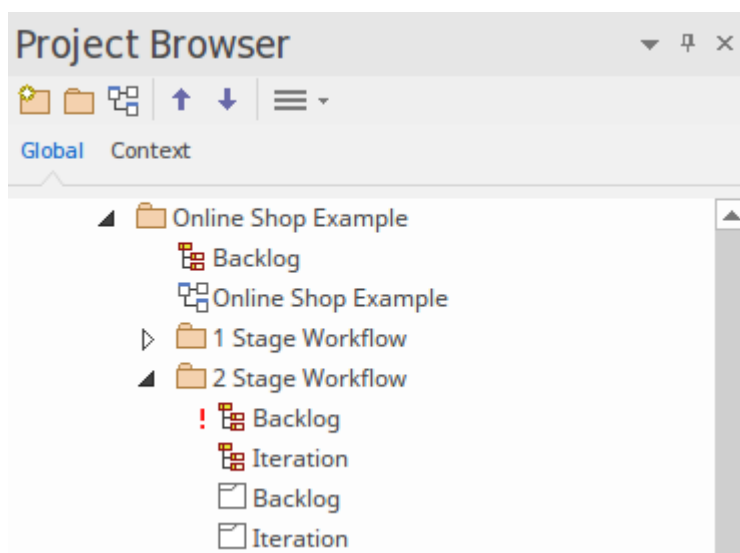 Project Browser
Global Context
Online Shop Example
Backlog
Online Shop Example
1 Stage Workflow
2 Stage Workflow
! Backlog
Iteration
Backlog
Iteration